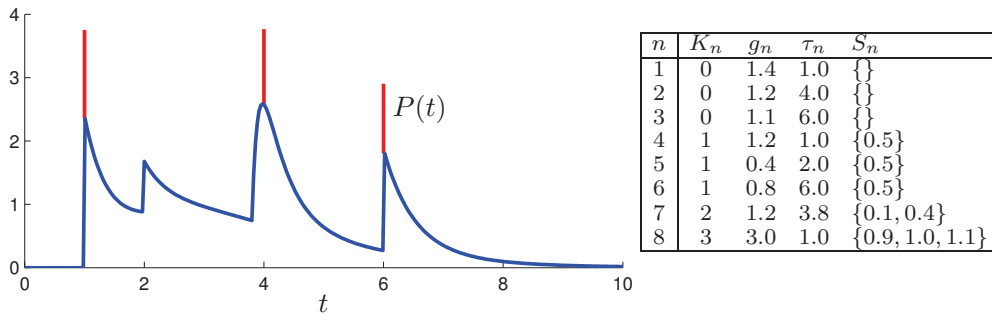 4
3
2
1
0
0 2 4 6 8 10
t
P(t)
n K_n g_n τ_n S_n
1 0 1.4 1.0 {}
2 0 1.2 4.0 {}
3 0 1.1 6.0 {}
4 1 1.2 1.0 {0.5}
5 1 0.4 2.0 {0.5}
6 1 0.8 6.0 {0.5}
7 2 1.2 3.8 {0.1, 0.4}
8 3 3.0 1.0 {0.9, 1.0, 1.1}